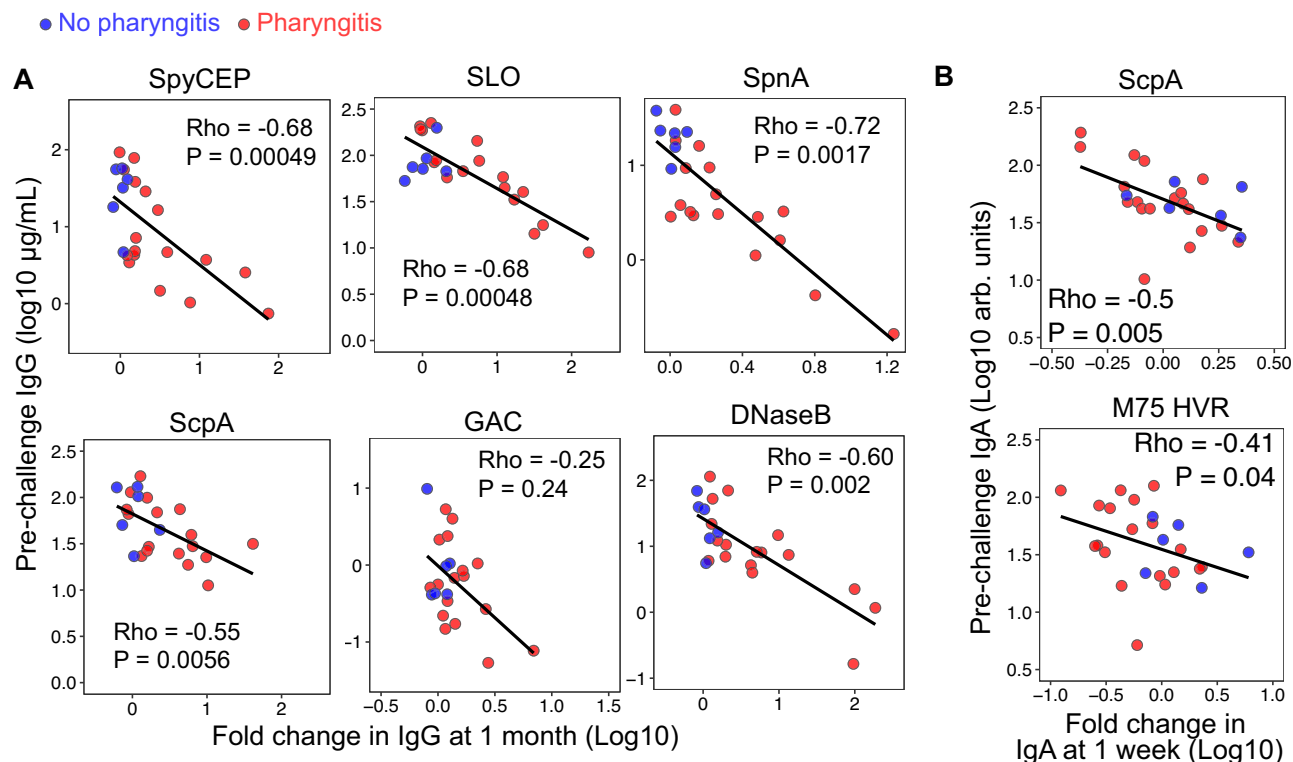 No pharyngitis Pharyngitis
A
Pre-challenge IgG (log10 µg/mL)
SpyCEP
Rho = -0.68
P = 0.00049
2
1
0
0 1 2
SLO
Rho = -0.68
P = 0.00048
2.5
2.0
1.5
1.0
0.5
0.0
0 1 2
SpnA
Rho = -0.72
P = 0.0017
1
0
0.0 0.4 0.8 1.2
ScpA
Rho = -0.55
P = 0.0056
2.5
2.0
1.5
1.0
0.5
0.0
0 1 2
GAC
Rho = -0.25
P = 0.24
1
0
−1
0.0 0.5 1.0 1.5
DNaseB
Rho = -0.60
P = 0.002
2
1
0
−1
0 1 2
Fold change in IgG at 1 month (Log10)
B
Pre-challenge IgA (Log10 arb. units)
ScpA
Rho = -0.5
P = 0.005
2.5
2.0
1.5
1.0
0.5
−0.50 −0.25 0.00 0.25 0.50
M75 HVR
Rho = -0.41
P = 0.04
2.5
2.0
1.5
1.0
0.5
−1.0 −0.5 0.0 0.5 1.0
Fold change in
IgA at 1 week (Log10)